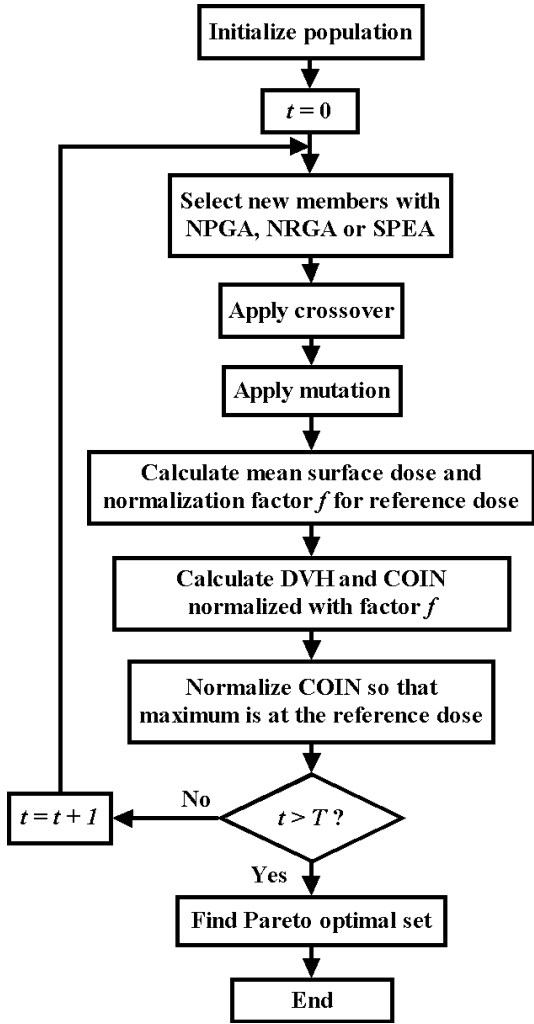 Initialize population
t = 0
Select new members with
NPGA, NRGA or SPEA
Apply crossover
Apply mutation
Calculate mean surface dose and
normalization factor f for reference dose
Calculate DVH and COIN
normalized with factor f
Normalize COIN so that
maximum is at the reference dose
t > T ?
No
t = t + 1
Yes
Find Pareto optimal set
End